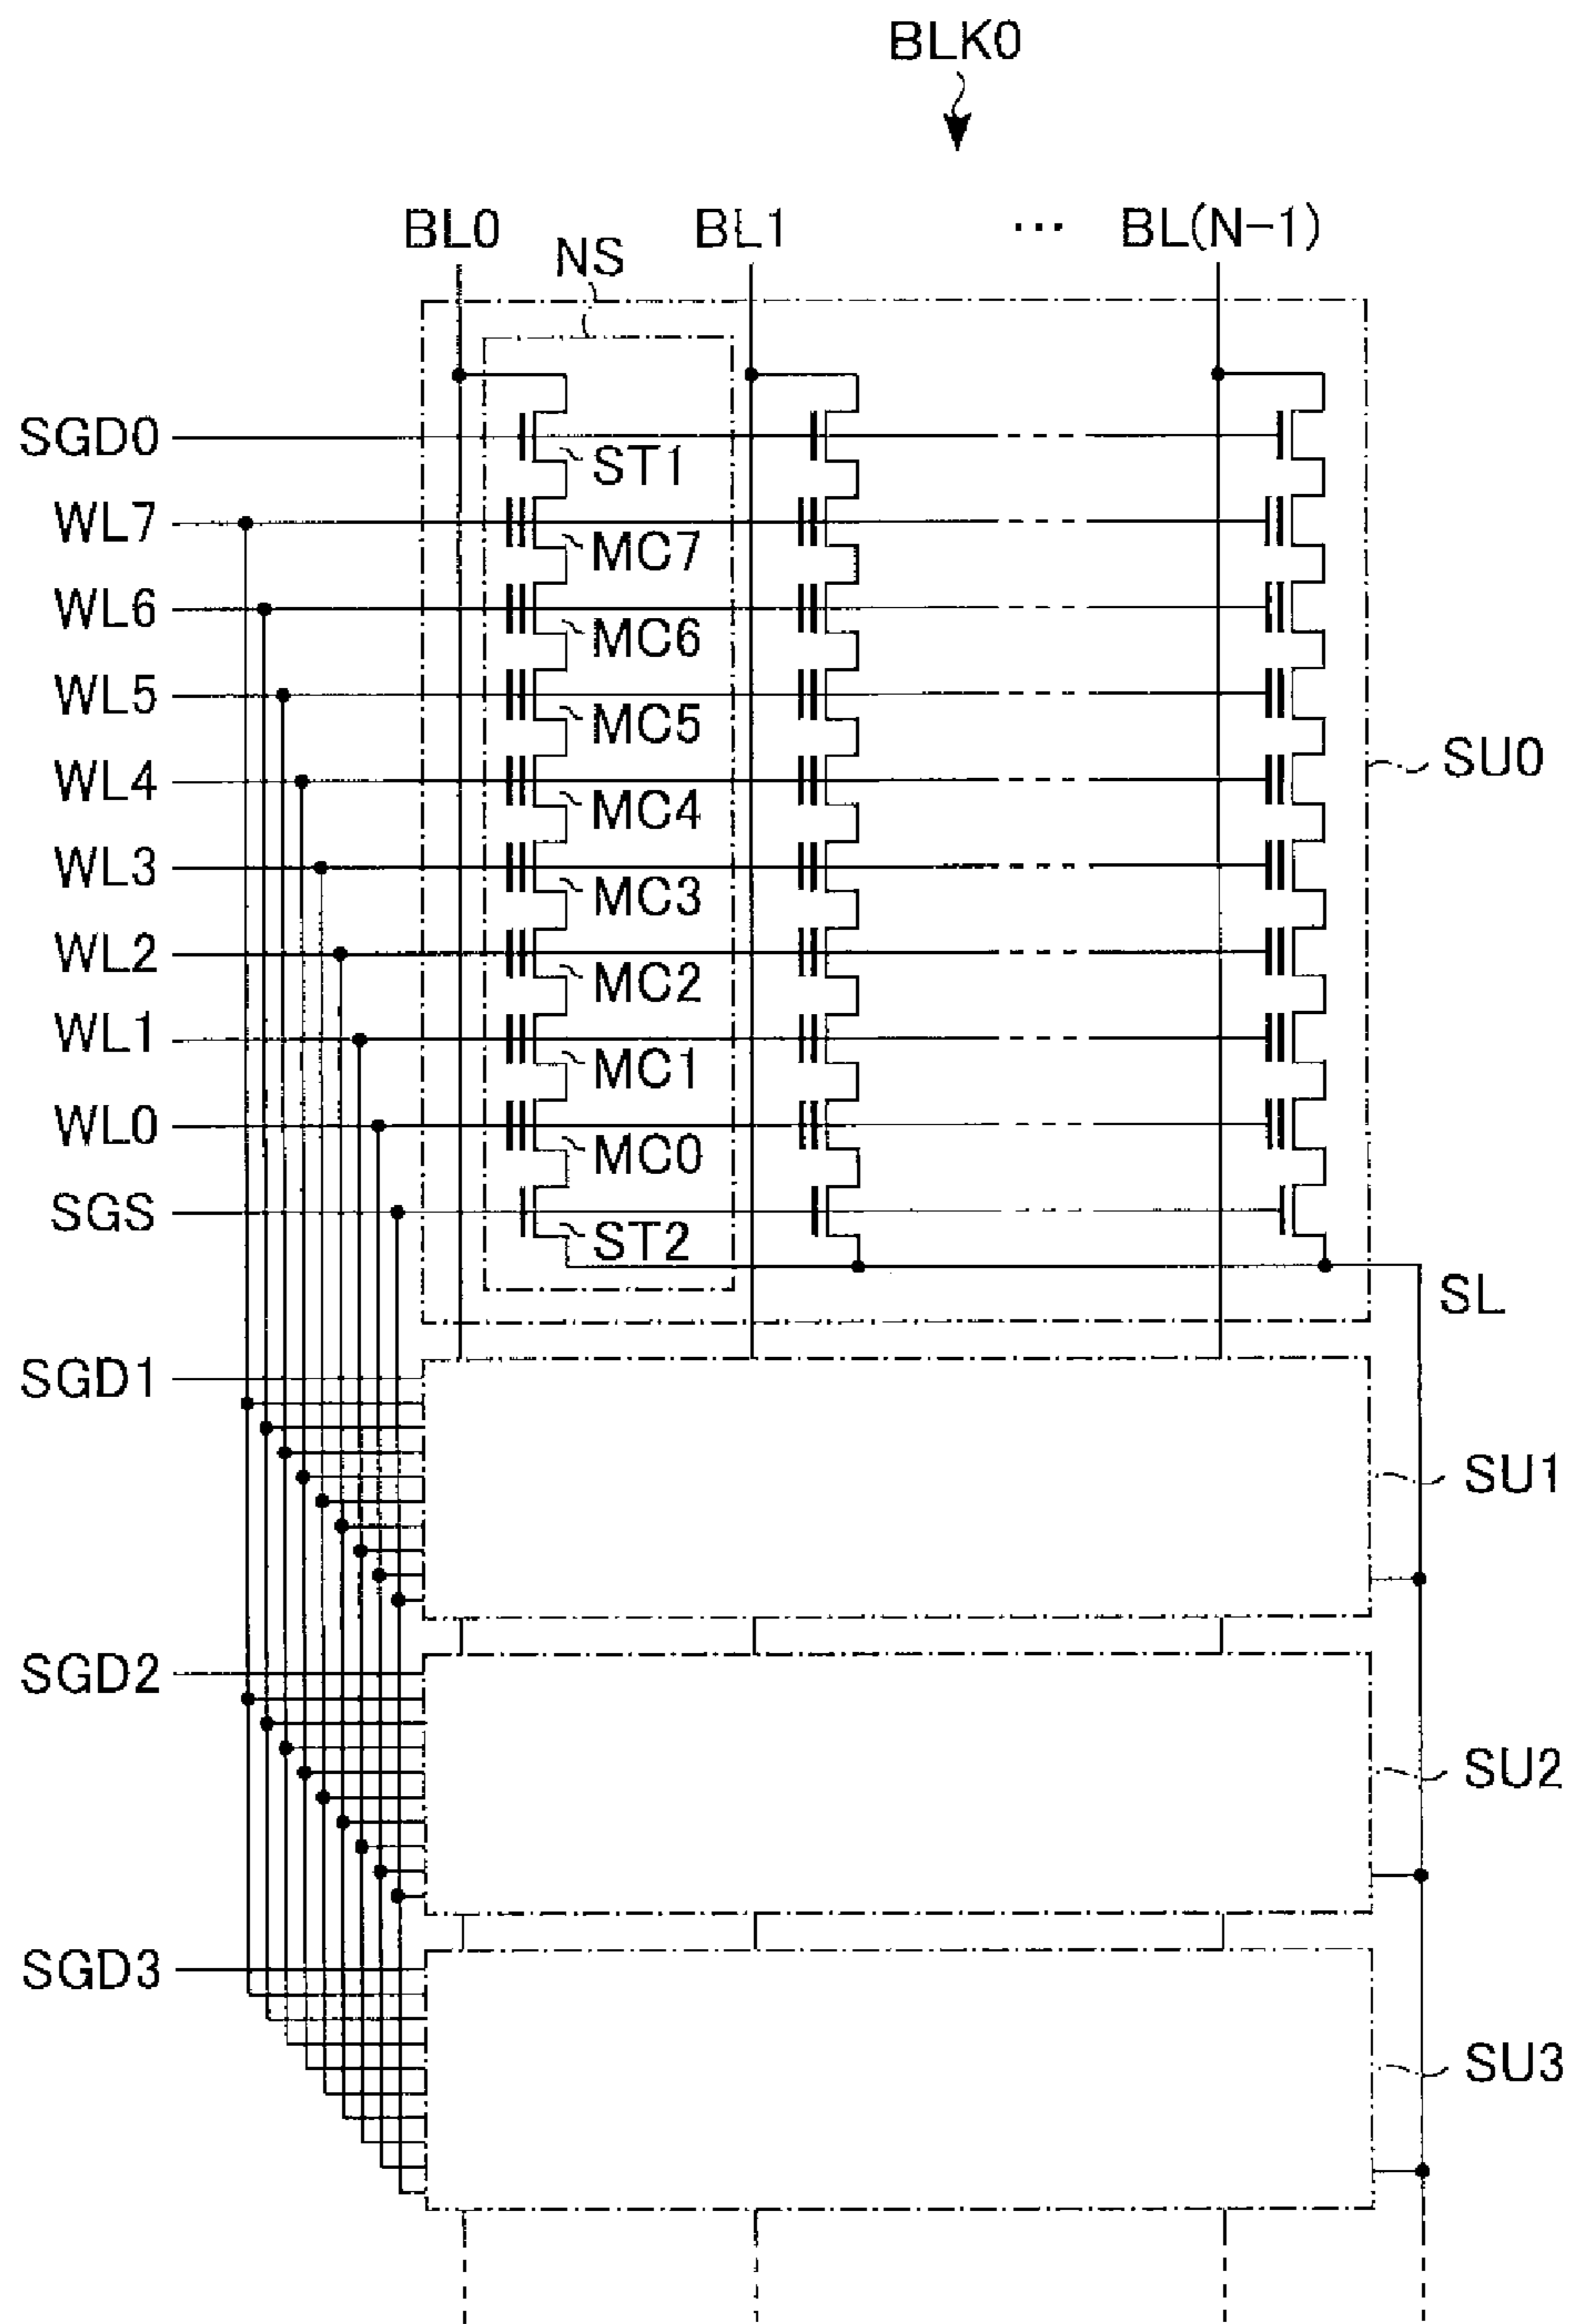 BLK0
BL0
NS
BL1
...
BL(N-1)
SGD0
ST1
WL7
MC7
WL6
MC6
WL5
MC5
SU0
WL4
MC4
WL3
MC3
WL2
MC2
WL1
MC1
WL0
MC0
SGS
ST2
SL
SGD1
SU1
SGD2
SU2
SGD3
SU3